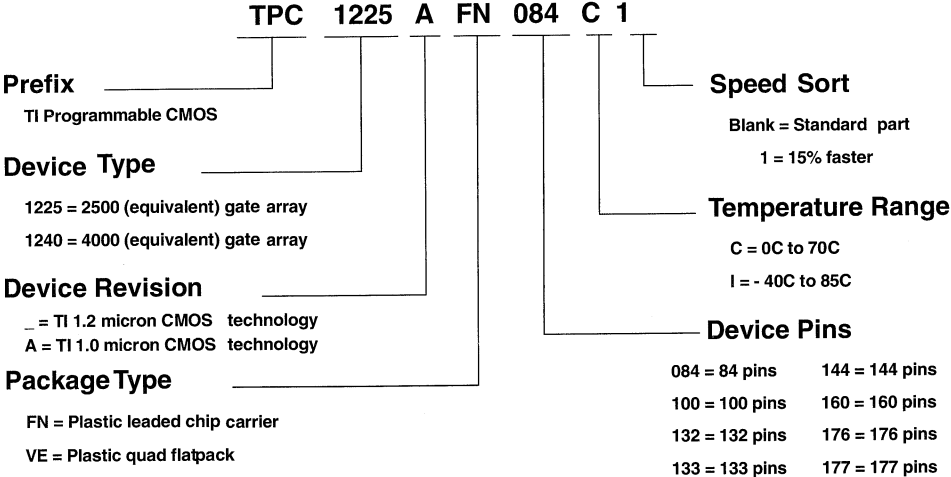 TPC 1225 A FN 084 C 1
Prefix
TI Programmable CMOS
Device Type
1225 = 2500 (equivalent) gate array
1240 = 4000 (equivalent) gate array
Device Revision
_ = TI 1.2 micron CMOS technology
A = TI 1.0 micron CMOS technology
Package Type
FN = Plastic leaded chip carrier
VE = Plastic quad flatpack
Speed Sort
Blank = Standard part
1 = 15% faster
Temperature Range
C = 0C to 70C
I = - 40C to 85C
Device Pins
084 = 84 pins 144 = 144 pins
100 = 100 pins 160 = 160 pins
132 = 132 pins 176 = 176 pins
133 = 133 pins 177 = 177 pins